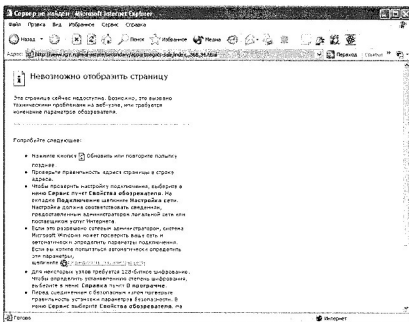 Сервер не найден - Microsoft Internet Explorer
Файл Правка Вид Избранное Сервис Справка
Назад Поиск Избранное Медиа
Адрес: Переход Ссылки
Невозможно отобразить страницу
Эта страница сейчас недоступна. Возможно, это вызвано
техническими проблемами на веб-узле, или требуется
изменение параметров обозревателя.
Попробуйте следующее:
• Нажмите кнопку Обновить или повторите попытку
позднее.
• Проверьте правильность адреса страницы в строке
адреса.
• Чтобы проверить настройку подключения, выберите в
меню Сервис пункт Свойства обозревателя. На
вкладке Подключение щелкните Настройка сети.
Настройка должна соответствовать сведениям,
предоставленным администратором локальной сети или
поставщиком услуг Интернета.
• Если это разрешено сетевым администратором, система
Microsoft Windows может проверить вашу сеть и
автоматически определить параметры подключения.
Если вы хотите попытаться автоматически определить
эти параметры,
щелкните
• Для некоторых узлов требуется 128-битное шифрование.
Чтобы определить установленную степень шифрования,
выберите в меню Справка пункт О программе.
• Перед соединением с безопасным узлом проверьте
правильность установки параметров безопасности. В
меню Сервис выберите Свойства обозревателя. На
Готово Интернет